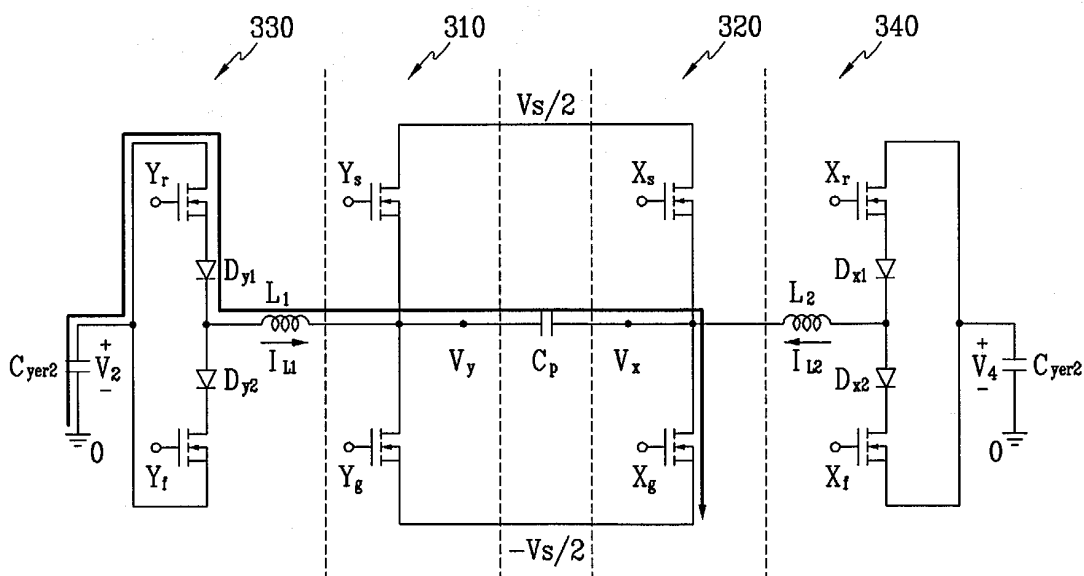 330
310
320
340
Vs/2
Yr
Ys
Xs
Xr
Dy1
L1
Dx1
L2
Cyer2
+
V2
-
IL1
Dy2
Vy
Cp
Vx
IL2
Dx2
+
V4
-
Cyer2
0
Yf
Yg
Xg
Xf
0
-Vs/2